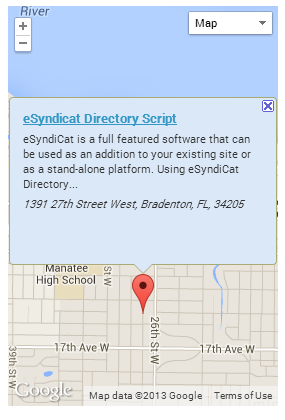 River
+
Map
−
eSyndicat Directory Script
eSyndiCat is a full featured software that can
be used as an addition to your existing site or
as a stand-alone platform. Using eSyndiCat
Directory...
1391 27th Street West, Bradenton, FL, 34205
Manatee
High School
St W
26th St W
17th Ave W
17th Ave W
39th St W
Google
Map data ©2013 Google
Terms of Use